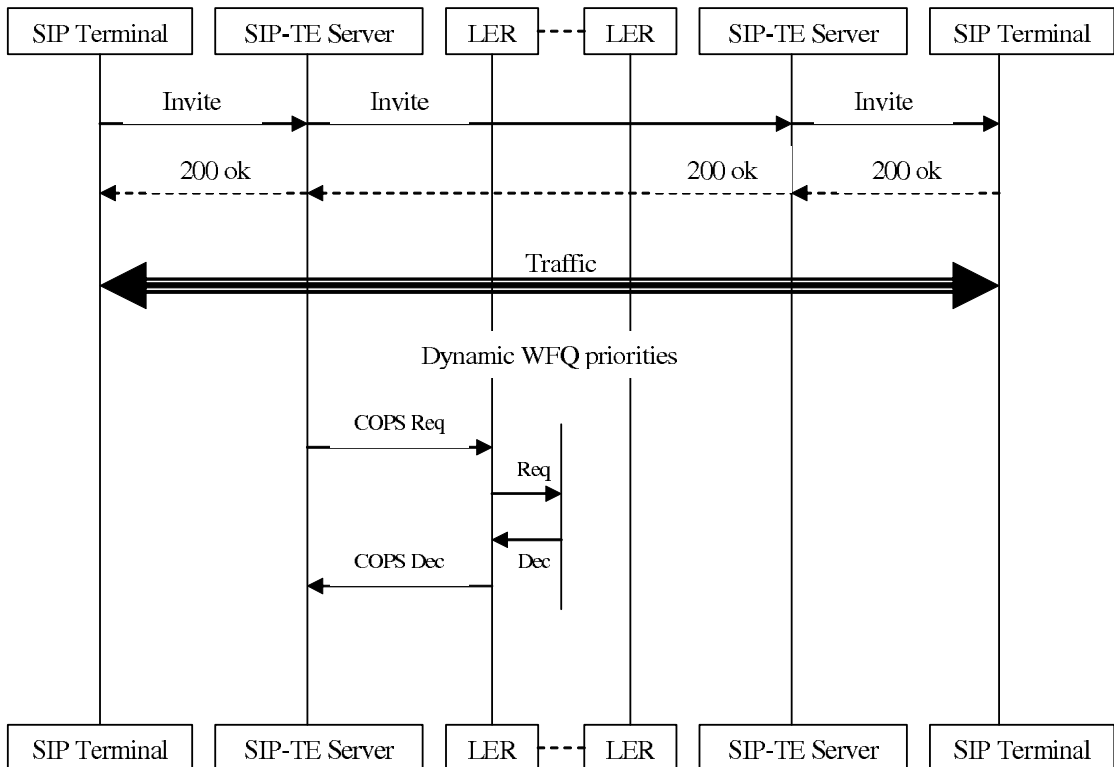 SIP Terminal
SIP-TE Server
LER
LER
SIP-TE Server
SIP Terminal
Invite
Invite
Invite
200 ok
200 ok
200 ok
Traffic
Dynamic WFQ priorities
COPS Req
Req
COPS Dec
Dec
SIP Terminal
SIP-TE Server
LER
LER
SIP-TE Server
SIP Terminal